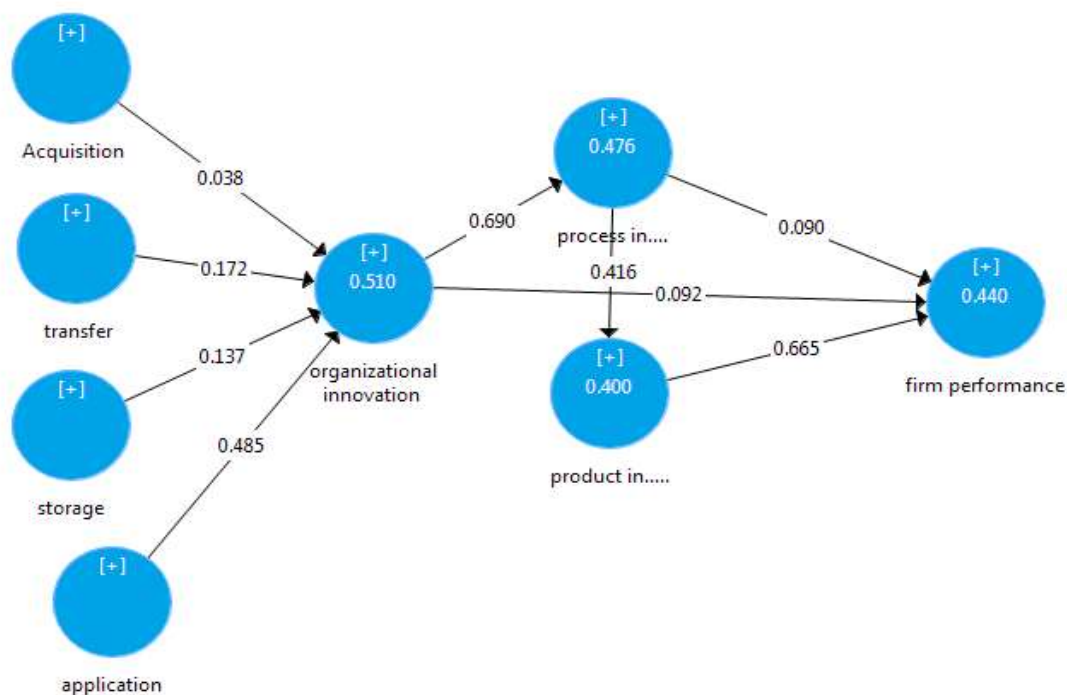 [+]
Acquisition
0.038
[+]
transfer
0.172
[+]
storage
0.137
[+]
application
0.485
[+]
0.510
organizational
innovation
0.690
[+]
0.476
process in....
0.416
0.090
0.092
[+]
0.400
product in.....
0.665
[+]
0.440
firm performance